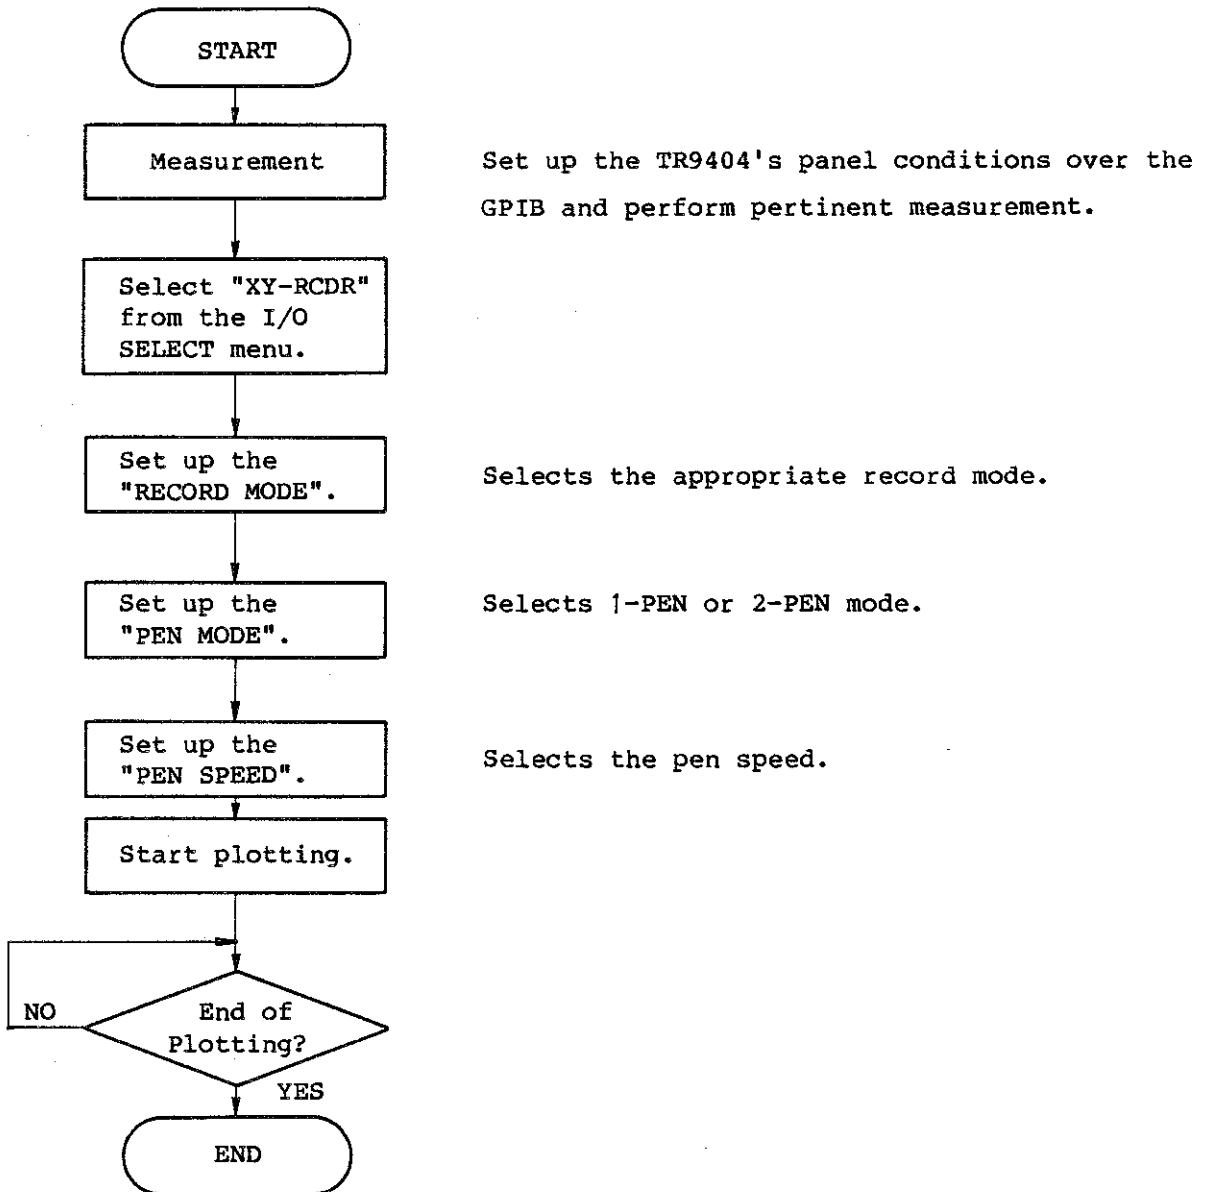 START
Measurement
Set up the TR9404's panel conditions over the
GPIB and perform pertinent measurement.
Select "XY-RCDR"
from the I/O
SELECT menu.
Set up the
"RECORD MODE".
Selects the appropriate record mode.
Set up the
"PEN MODE".
Selects 1-PEN or 2-PEN mode.
Set up the
"PEN SPEED".
Selects the pen speed.
Start plotting.
NO
End of
Plotting?
YES
END